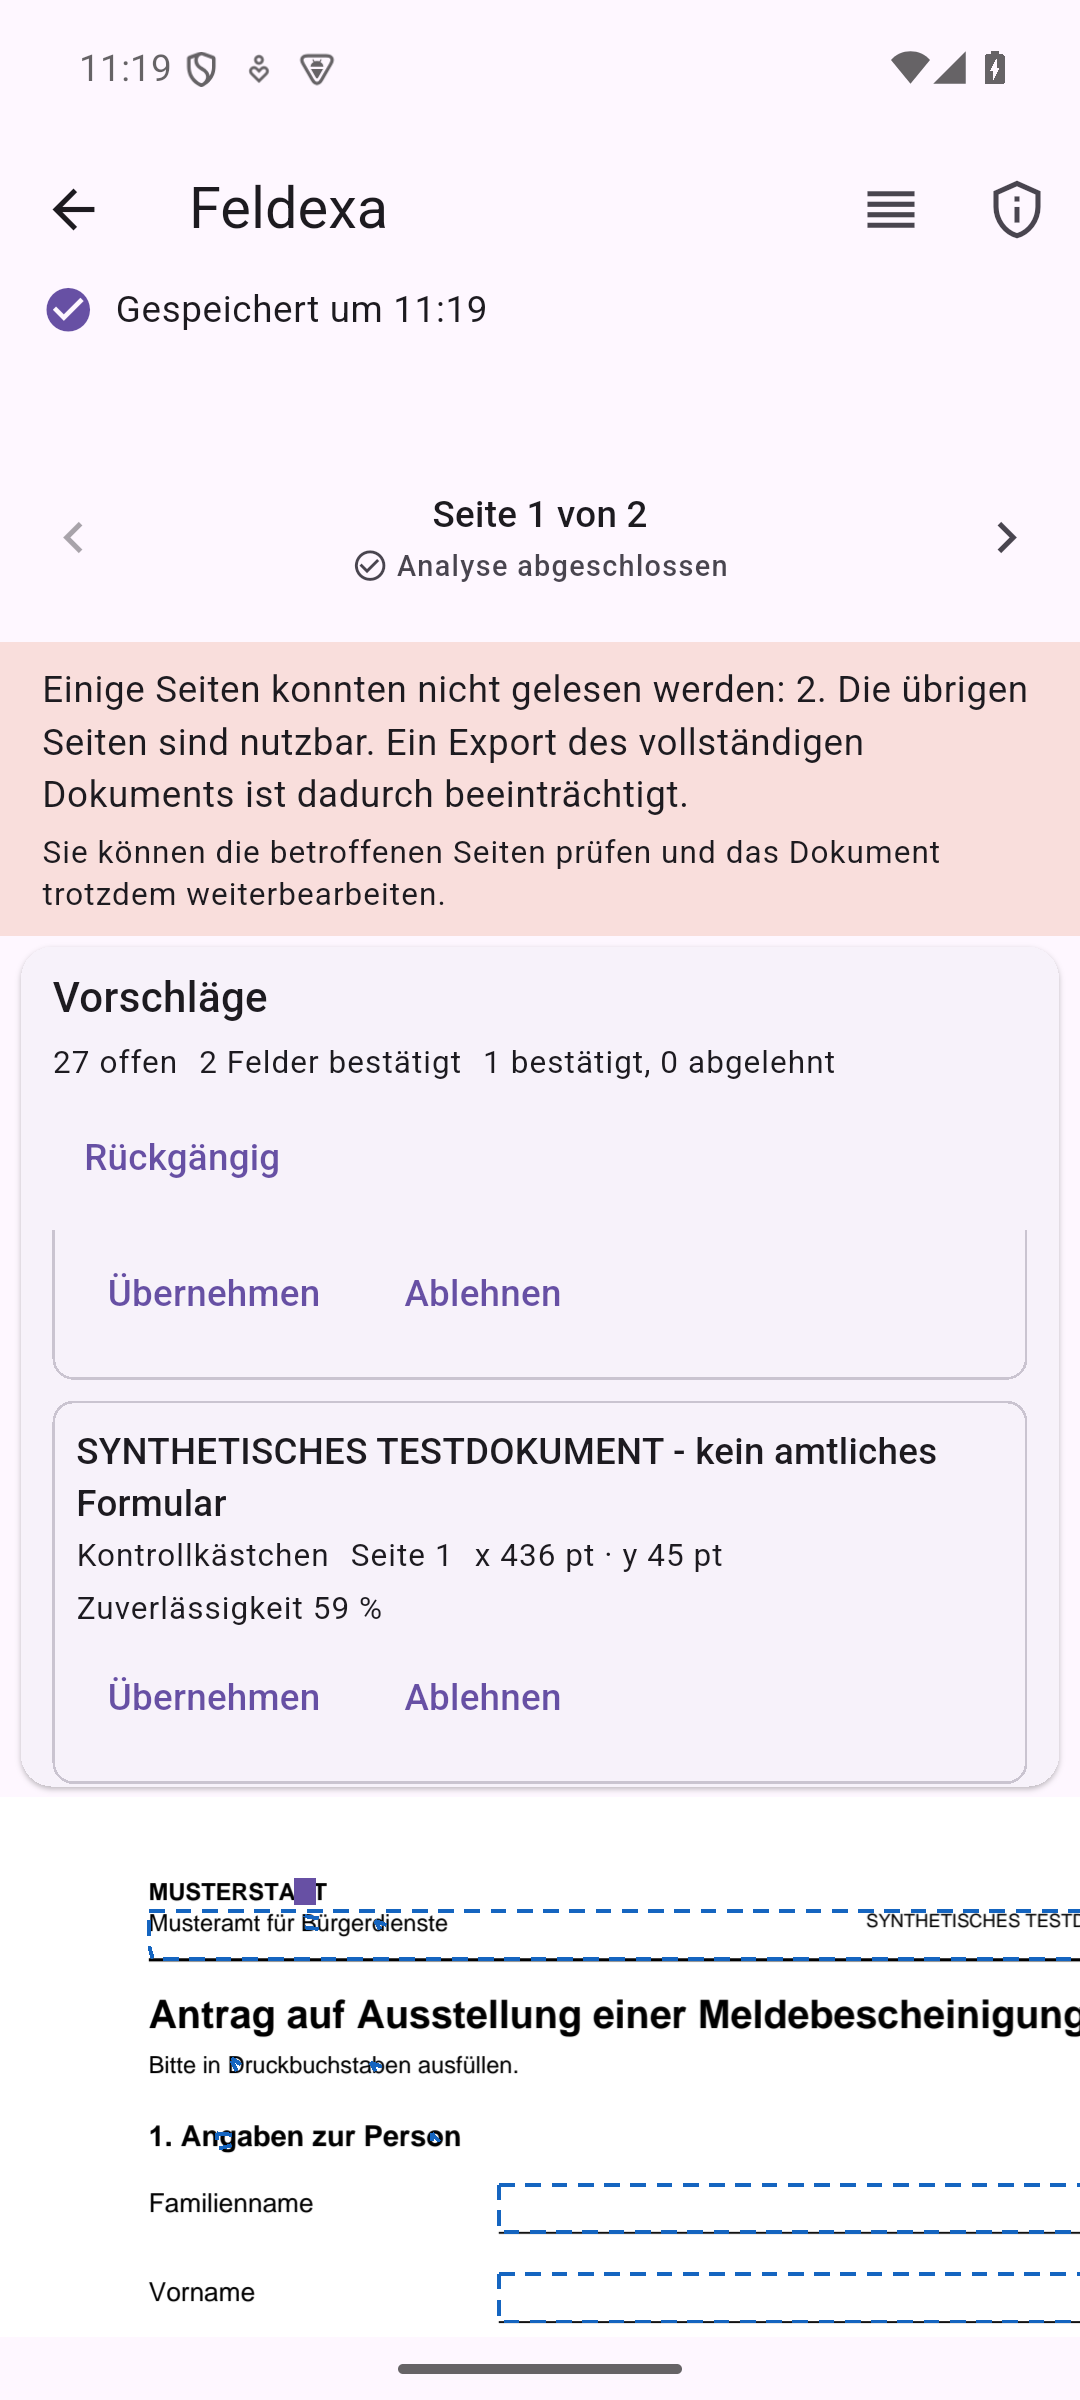 11:19
Feldexa
Gespeichert um 11:19
Seite 1 von 2
Analyse abgeschlossen
Einige Seiten konnten nicht gelesen werden: 2. Die übrigen
Seiten sind nutzbar. Ein Export des vollständigen
Dokuments ist dadurch beeinträchtigt.
Sie können die betroffenen Seiten prüfen und das Dokument
trotzdem weiterbearbeiten.
Vorschläge
27 offen 2 Felder bestätigt 1 bestätigt, 0 abgelehnt
Rückgängig
Übernehmen Ablehnen
SYNTHETISCHES TESTDOKUMENT - kein amtliches
Formular
Kontrollkästchen Seite 1 x 436 pt · y 45 pt
Zuverlässigkeit 59 %
Übernehmen Ablehnen
Musteramt für Bürgerdienste
SYNTHETISCHES TESTD
Antrag auf Ausstellung einer Meldebescheinigung
Bitte in Druckbuchstaben ausfüllen.
1. Angaben zur Person
Familienname
Vorname